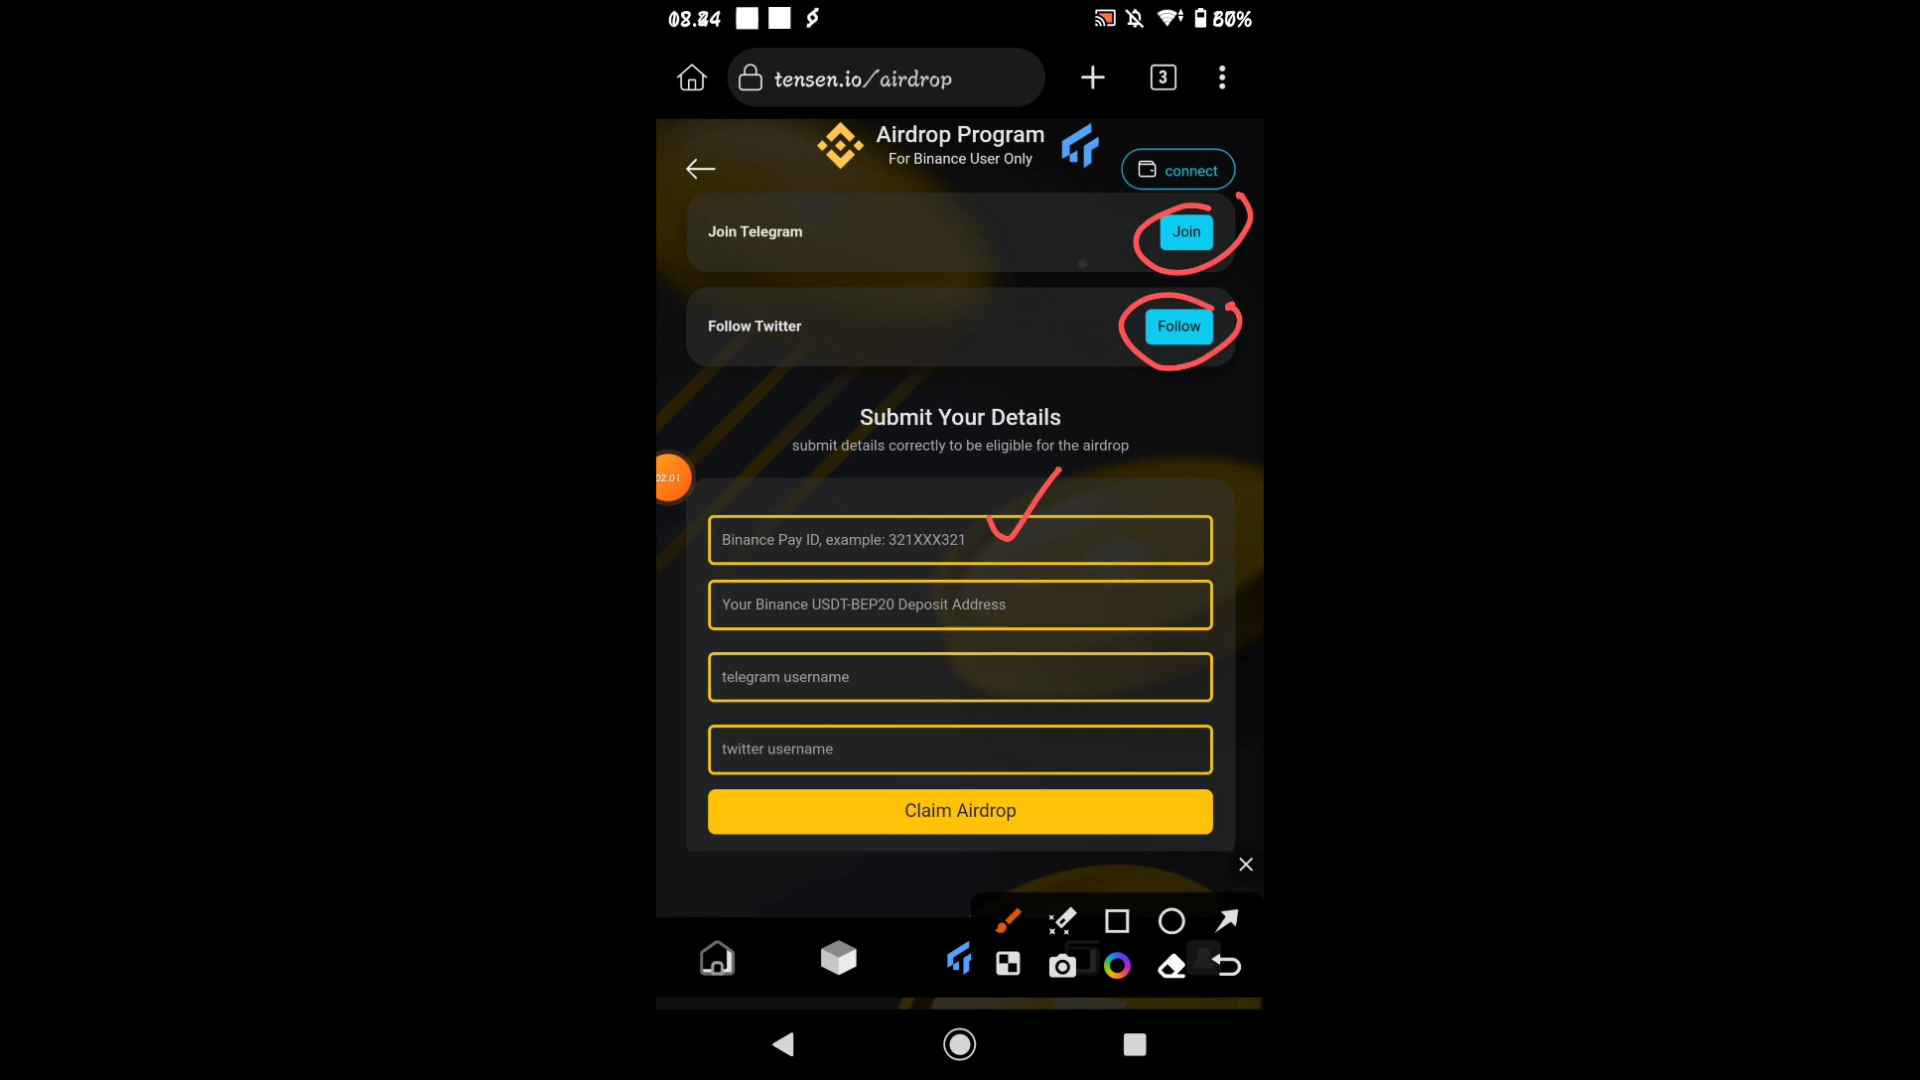 08.24
80%
tensen.io/airdrop
3
Airdrop Program
For Binance User Only
connect
Join Telegram
Join
Follow Twitter
Follow
Submit Your Details
submit details correctly to be eligible for the airdrop
02.01
Binance Pay ID, example: 321XXX321
Your Binance USDT-BEP20 Deposit Address
telegram username
twitter username
Claim Airdrop